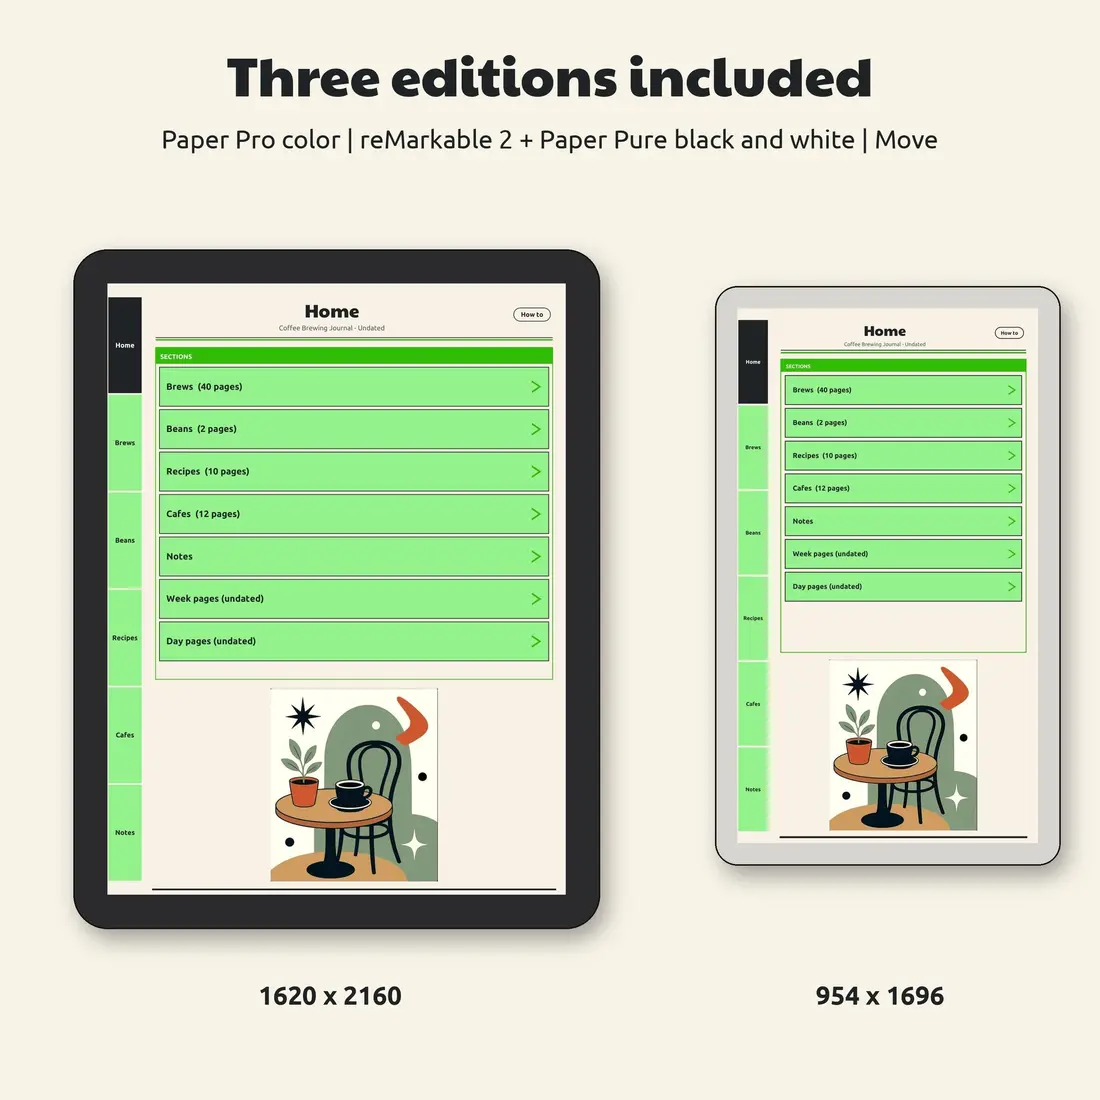 Three editions included
Paper Pro color | reMarkable 2 + Paper Pure black and white | Move
Home
Brews
Beans
Recipes
Cafes
Notes
Home
How to
Coffee Brewing Journal - Undated
SECTIONS
Brews (40 pages)
Beans (2 pages)
Recipes (10 pages)
Cafes (12 pages)
Notes
Week pages (undated)
Day pages (undated)
1620 x 2160
Home
Brews
Beans
Recipes
Cafes
Notes
Home
How to
Coffee Brewing Journal - Undated
SECTIONS
Brews (40 pages)
Beans (2 pages)
Recipes (10 pages)
Cafes (12 pages)
Notes
Week pages (undated)
Day pages (undated)
954 x 1696